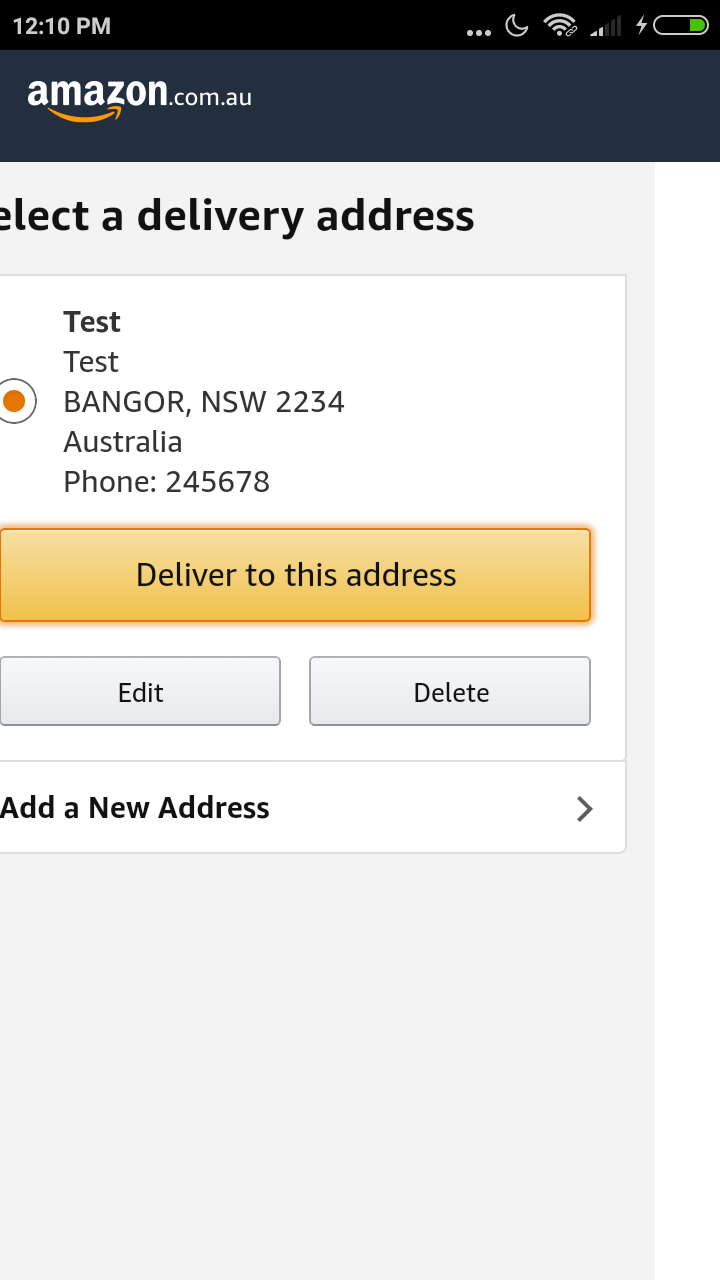 12:10 PM
amazon.com.au
elect a delivery address
Test
Test
BANGOR, NSW 2234
Australia
Phone: 245678
Deliver to this address
Edit
Delete
Add a New Address